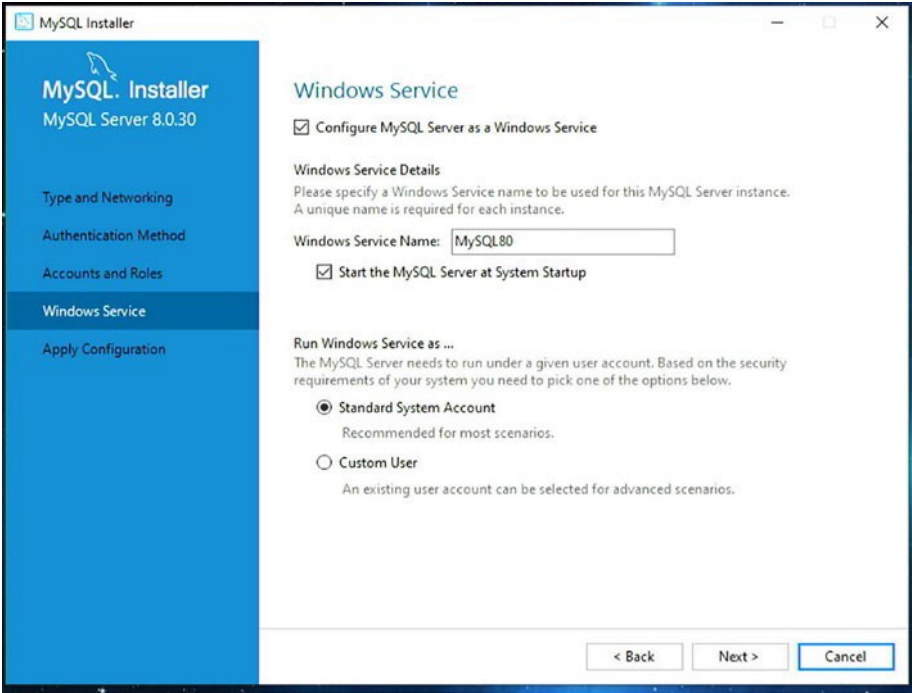 MySQL Installer
MySQL. Installer
MySQL Server 8.0.30
Type and Networking
Authentication Method
Accounts and Roles
Windows Service
Apply Configuration
Windows Service
Configure MySQL Server as a Windows Service
Windows Service Details
Please specify a Windows Service name to be used for this MySQL Server instance.
A unique name is required for each instance.
Windows Service Name: MySQL80
Start the MySQL Server at System Startup
Run Windows Service as ...
The MySQL Server needs to run under a given user account. Based on the security
requirements of your system you need to pick one of the options below.
Standard System Account
Recommended for most scenarios.
Custom User
An existing user account can be selected for advanced scenarios.
< Back Next > Cancel